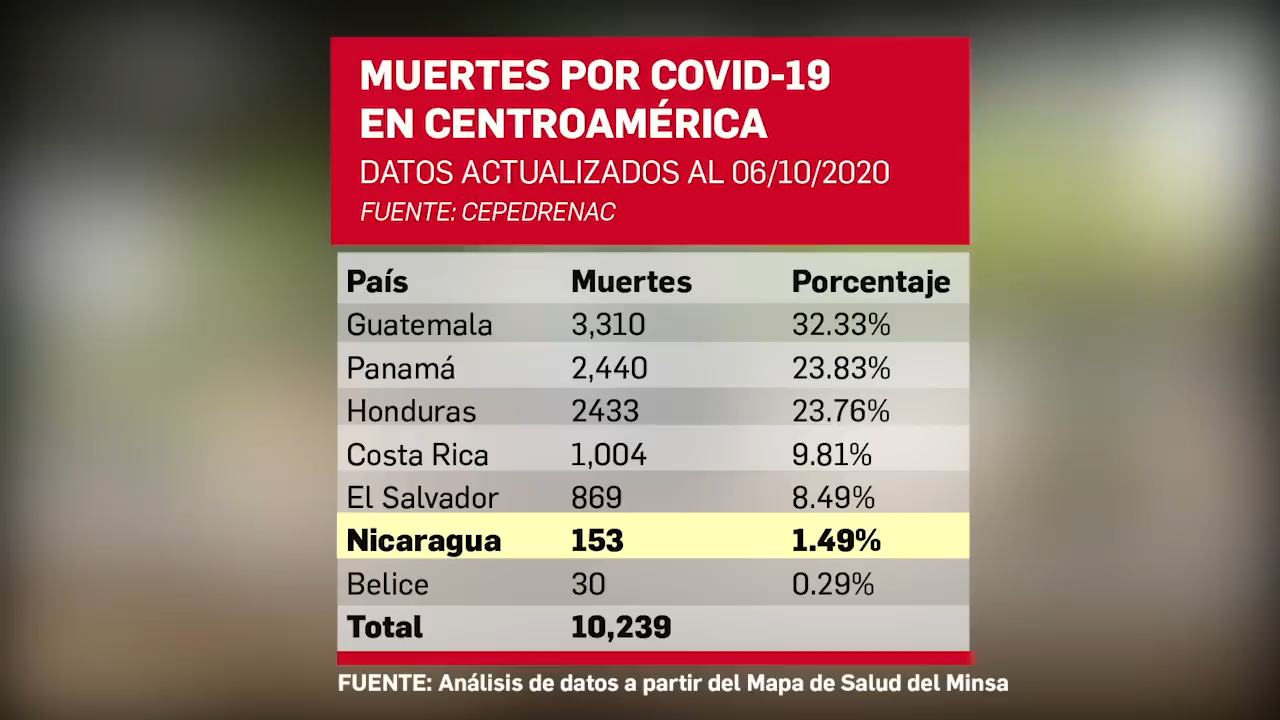 MUERTES POR COVID-19
EN CENTROAMÉRICA
DATOS ACTUALIZADOS AL 06/10/2020
FUENTE: CEPEDRENAC
País Muertes Porcentaje
Guatemala 3,310 32.33%
Panamá 2,440 23.83%
Honduras 2433 23.76%
Costa Rica 1,004 9.81%
El Salvador 869 8.49%
Nicaragua 153 1.49%
Belice 30 0.29%
Total 10,239
FUENTE: Análisis de datos a partir del Mapa de Salud del Minsa